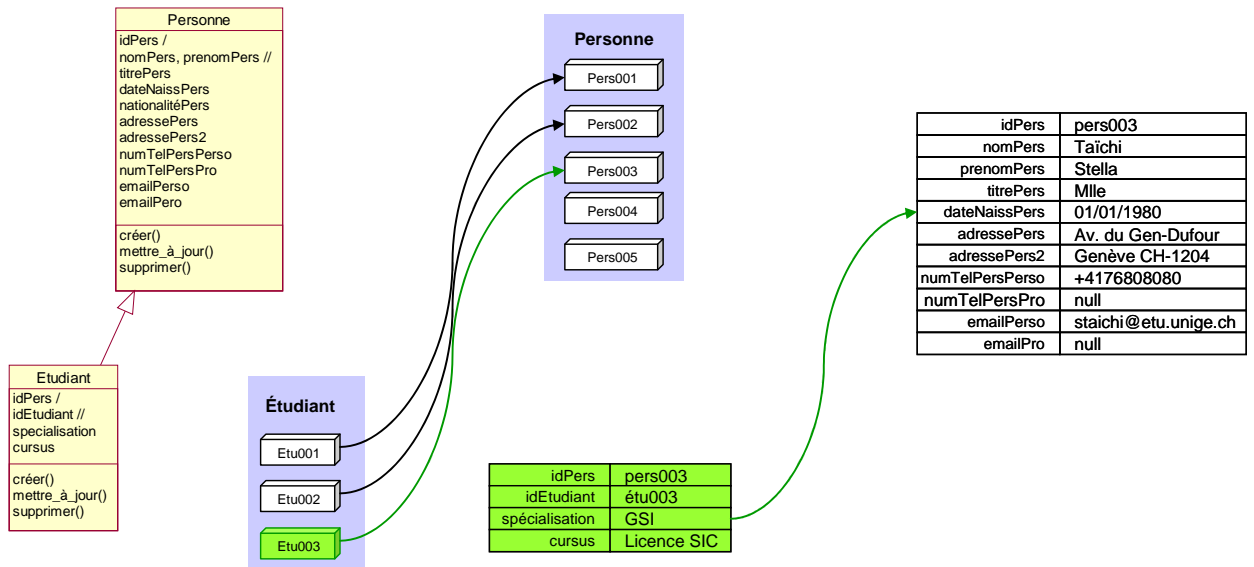 Personne
idPers /
nomPers, prenomPers //
titrePers
dateNaissPers
nationalitéPers
adressePers
adressePers2
numTelPersPerso
numTelPersPro
emailPerso
emailPero
créer()
mettre_à_jour()
supprimer()
Etudiant
idPers /
idEtudiant //
specialisation
cursus
créer()
mettre_à_jour()
supprimer()
Personne
Pers001
Pers002
Pers003
Pers004
Pers005
Étudiant
Etu001
Etu002
Etu003
idPers pers003
idEtudiant étu003
spécialisation GSI
cursus Licence SIC
idPers pers003
nomPers Taïchi
prenomPers Stella
titrePers Mlle
dateNaissPers 01/01/1980
adressePers Av. du Gen-Dufour
adressePers2 Genève CH-1204
numTelPersPerso +4176808080
numTelPersPro null
emailPerso staichi@etu.unige.ch
emailPro null